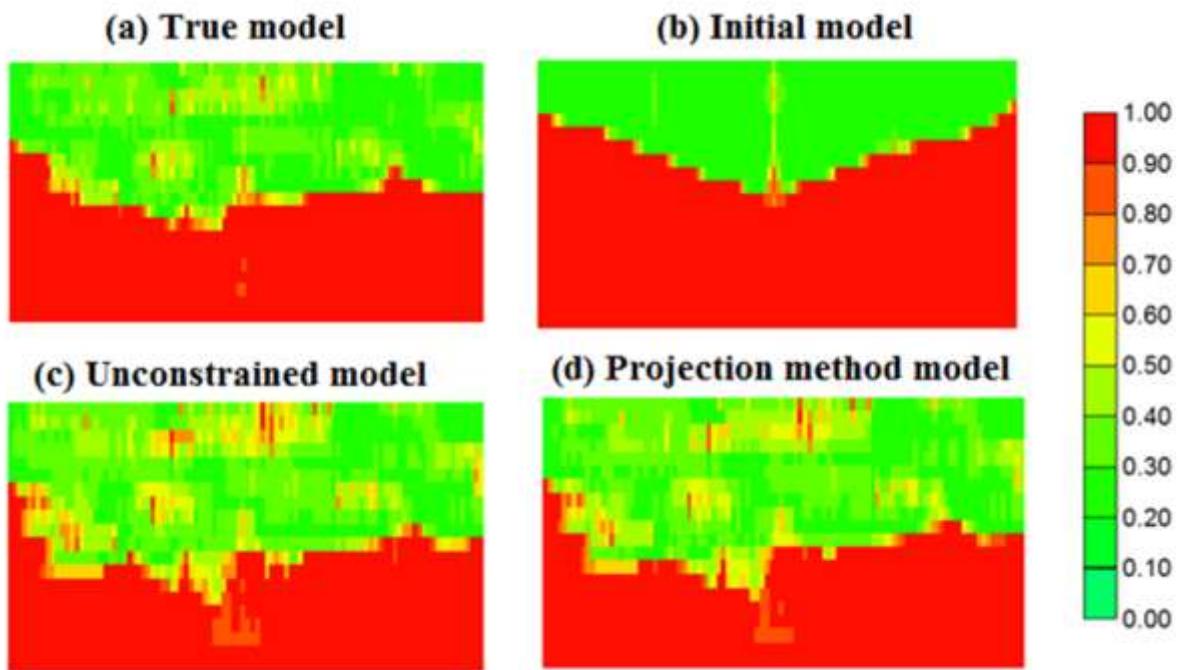 (a) True model
(b) Initial model
1.00
0.90
0.80
0.70
0.60
0.50
0.40
0.30
0.20
0.10
0.00
(c) Unconstrained model
(d) Projection method model